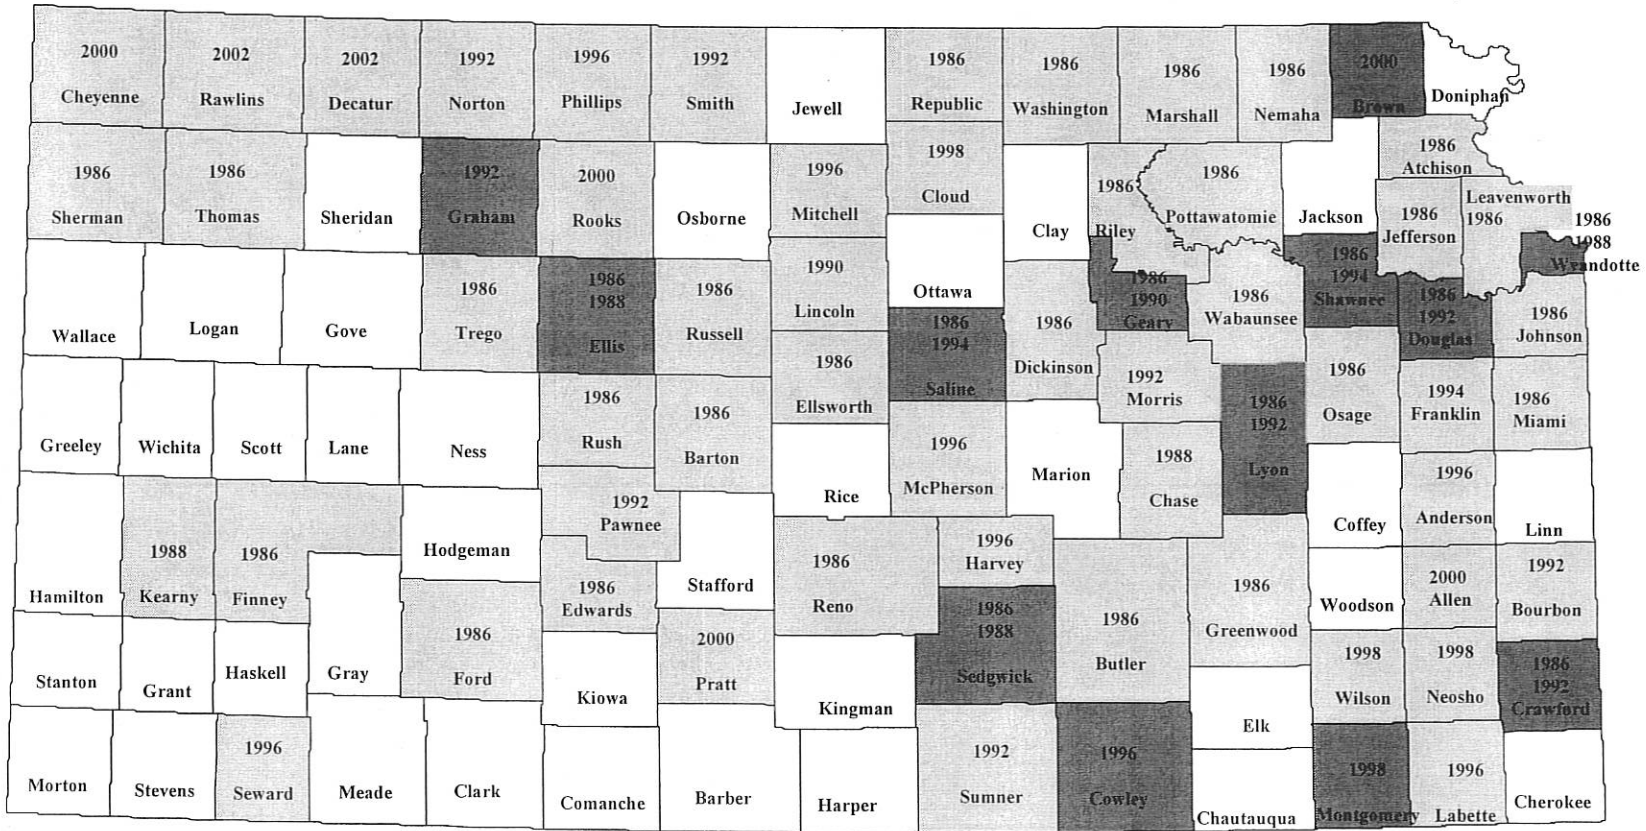 2000
Cheyenne
2002
Rawlins
2002
Decatur
1992
Norton
1996
Phillips
1992
Smith
Jewell
1986
Republic
1986
Washington
1986
Marshall
1986
Nemaha
2000
Brown
Doniphan
1986
Sherman
1986
Thomas
Sheridan
1992
Graham
2000
Rooks
Osborne
1996
Mitchell
1998
Cloud
Clay
1986
Riley
1986
Pottawatomie
Jackson
1986
Atchison
1986
Jefferson
Leavenworth
1986
1986
1988
Wyandotte
Wallace
Logan
Gove
1986
Trego
1986
1988
Ellis
1986
Russell
1990
Lincoln
Ottawa
1986
1994
Saline
1986
Dickinson
1986
1990
Geary
1986
Wabaunsee
1986
1994
Shawnee
1986
1992
Douglas
1986
Johnson
1986
Ellsworth
1992
Morris
1986
1992
Lyon
1986
Osage
1994
Franklin
1986
Miami
Greeley
Wichita
Scott
Lane
Ness
1986
Rush
1986
Barton
Rice
1996
McPherson
Marion
1988
Chase
Coffey
1996
Anderson
Linn
Hamilton
1988
Kearny
1986
Finney
Hodgeman
1992
Pawnee
1986
Edwards
Stafford
1986
Reno
1996
Harvey
1986
1988
Sedgwick
1986
Butler
1986
Greenwood
Woodson
2000
Allen
1992
Bourbon
Stanton
Grant
Haskell
Gray
1986
Ford
Kiowa
2000
Pratt
Kingman
Elk
1998
Wilson
1998
Neosho
1986
1992
Crawford
Morton
Stevens
1996
Seward
Meade
Clark
Comanche
Barber
Harper
1992
Sumner
1996
Cowley
Chautauqua
1998
Montgomery
1996
Labette
Cherokee